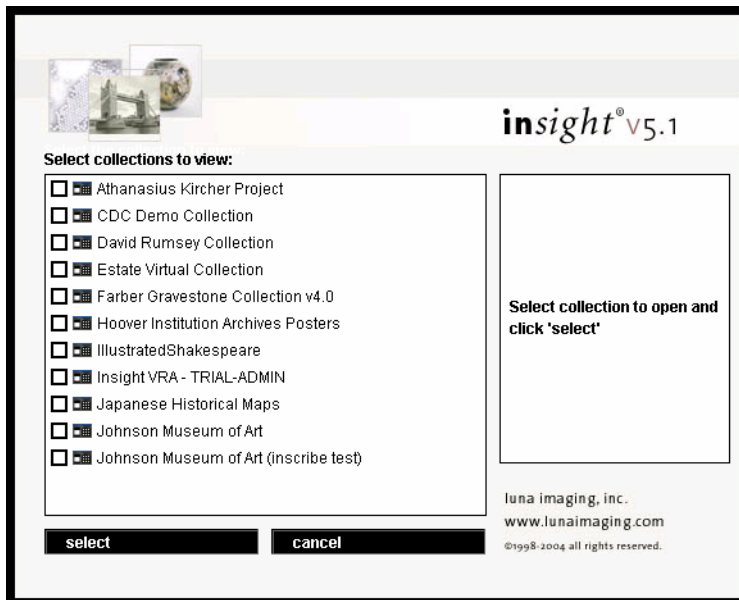 insight® v5.1
Select collections to view:
Athanasius Kircher Project
CDC Demo Collection
David Rumsey Collection
Estate Virtual Collection
Farber Gravestone Collection v4.0
Hoover Institution Archives Posters
IllustratedShakespeare
Insight VRA - TRIAL-ADMIN
Japanese Historical Maps
Johnson Museum of Art
Johnson Museum of Art (inscribe test)
Select collection to open and
click 'select'
select
cancel
luna imaging, inc.
www.lunaimaging.com
©1998-2004 all rights reserved.